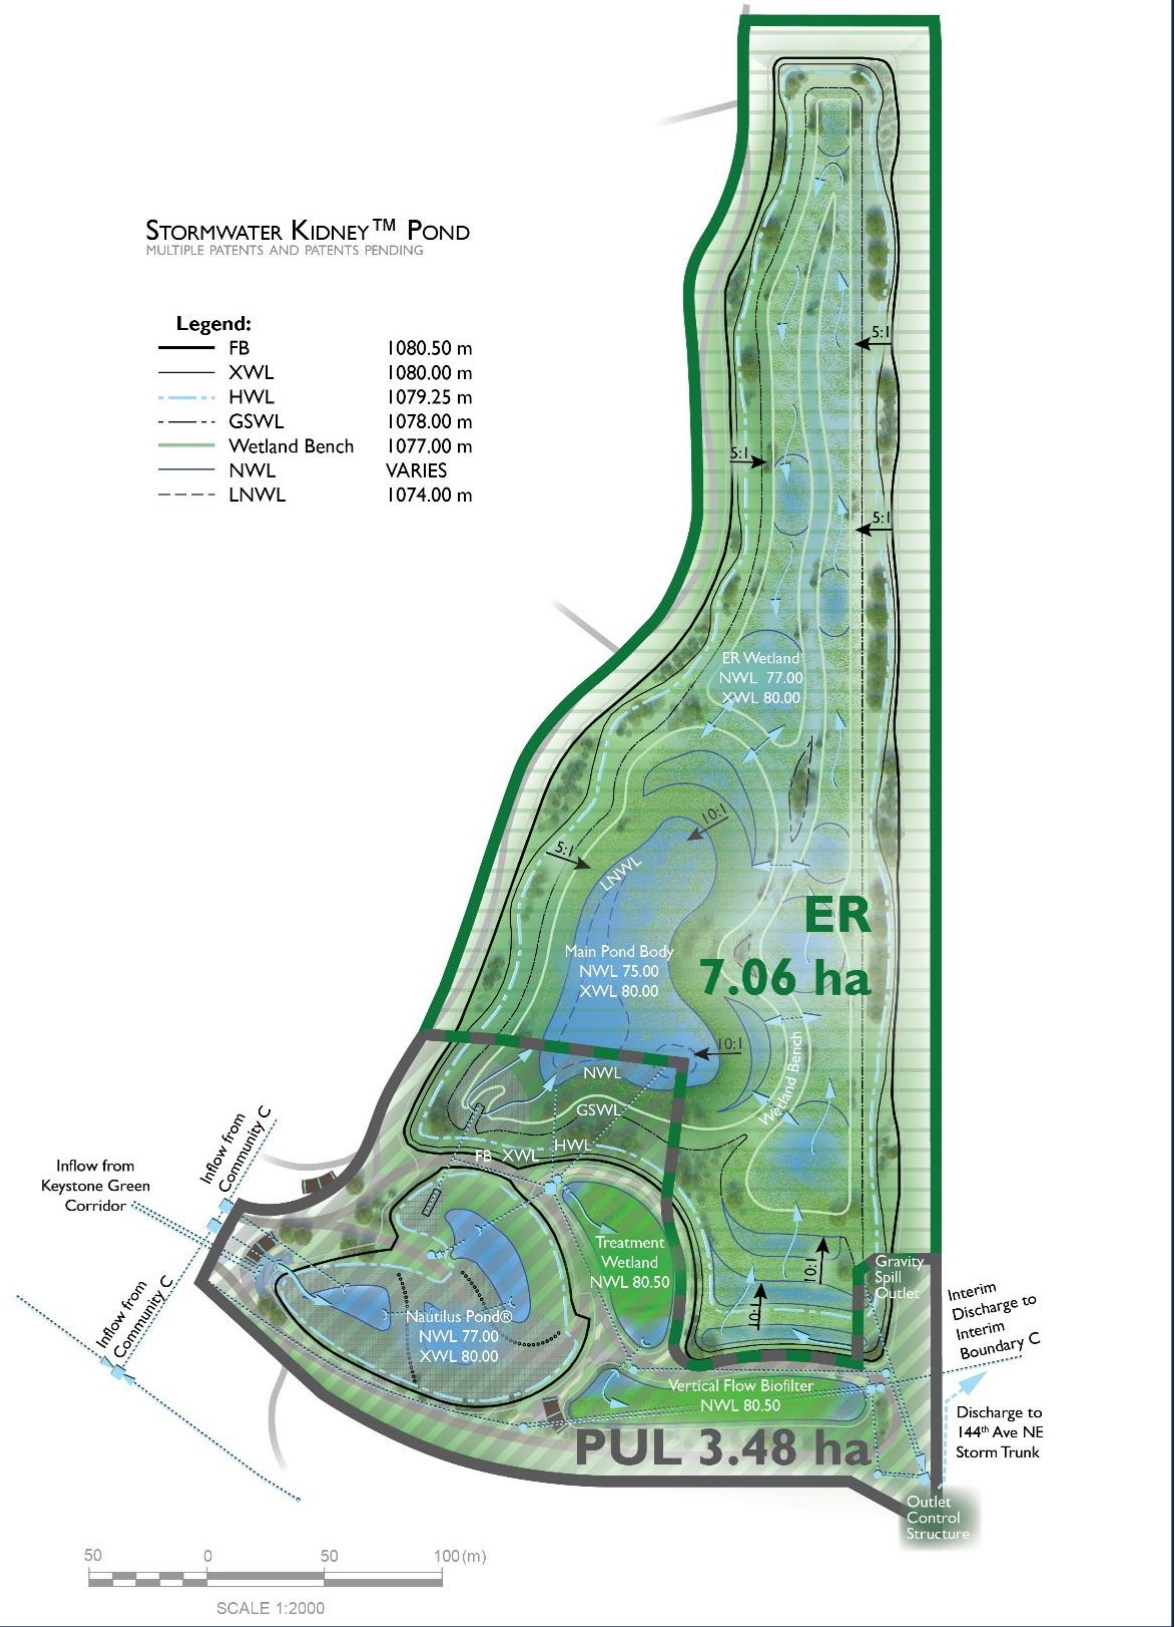 STORMWATER KIDNEY™ POND
MULTIPLE PATENTS AND PATENTS PENDING
Legend:
FB 1080.50 m
XWL 1080.00 m
HWL 1079.25 m
GSWL 1078.00 m
Wetland Bench 1077.00 m
NWL VARIES
LNWL 1074.00 m
5:1
5:1
5:1
ER Wetland
NWL 77.00
XWL 80.00
10:1
5:1
LNWL
ER
7.06 ha
Main Pond Body
NWL 75.00
XWL 80.00
10:1
NWL
Wetland Bench
GSWL
HWL
FB XWL
Inflow from
Community C
Inflow from
Keystone Green
Corridor
Inflow from
Community C
Treatment
Wetland
NWL 80.50
10:1
10:1
Gravity
Spill
Outlet
Interim
Discharge to
Interim
Boundary C
Nautilus Pond®
NWL 77.00
XWL 80.00
Vertical Flow Biofilter
NWL 80.50
PUL 3.48 ha
Discharge to
144th Ave NE
Storm Trunk
Outlet
Control
Structure
50 0 50 100 (m)
SCALE 1:2000